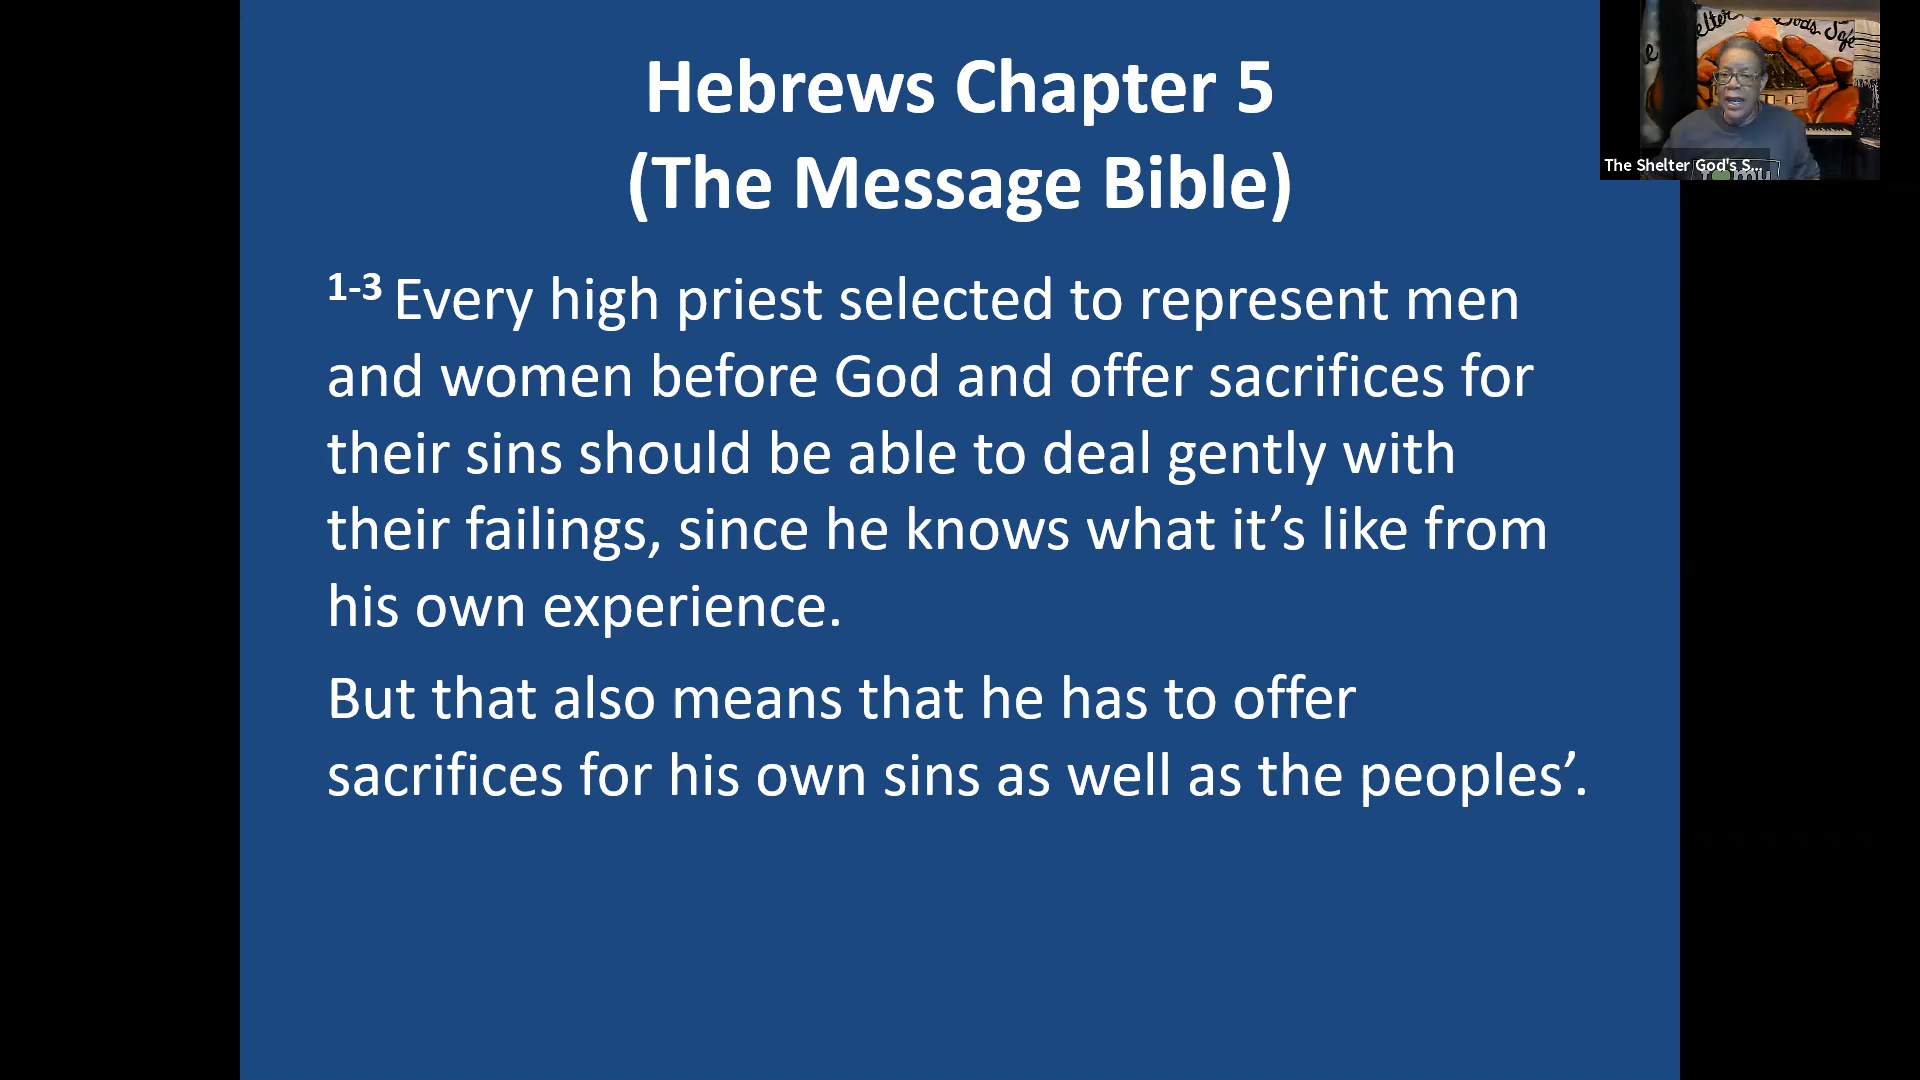 Hebrews Chapter 5
(The Message Bible)
1-3 Every high priest selected to represent men
and women before God and offer sacrifices for
their sins should be able to deal gently with
their failings, since he knows what it’s like from
his own experience.
But that also means that he has to offer
sacrifices for his own sins as well as the peoples’.
The Shelter God's S...